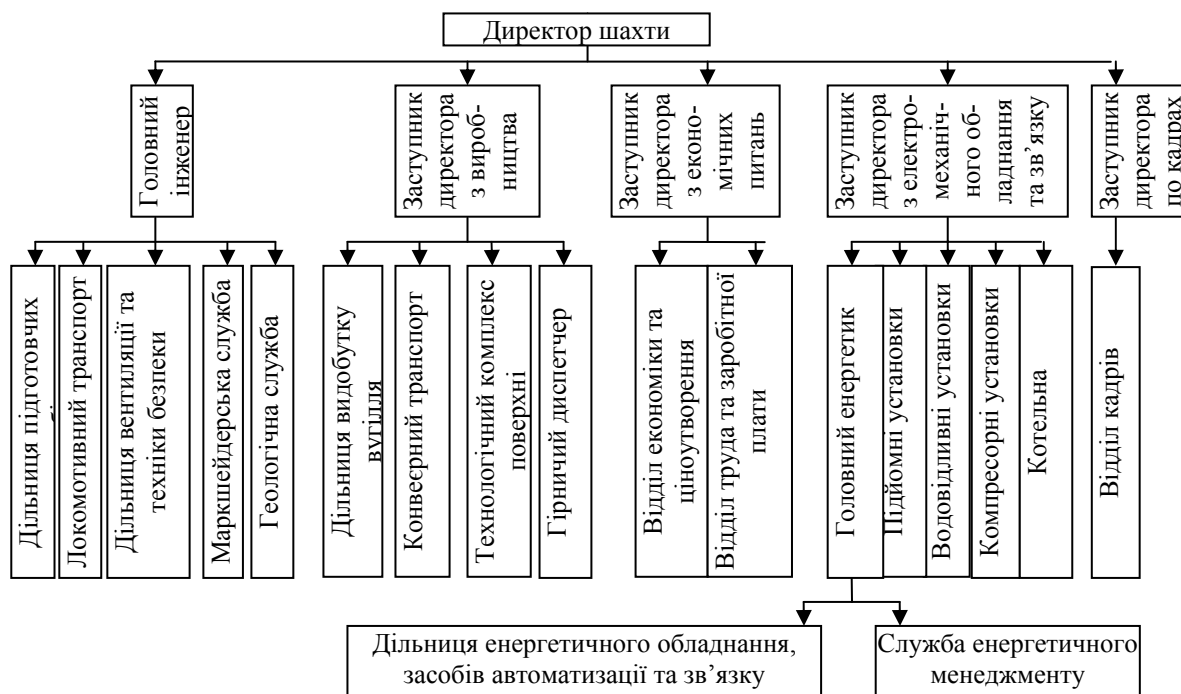 Директор шахти
Головний
інженер
Заступник
директора
з вироб-
ництва
Заступник
директора
з еконо-
мічних
питань
Заступник
директора
з електро-
механіч-
ного об-
ладнання
та зв’язку
Заступник
директора
по кадрах
Дільниця підготовчих
Локомотивний транспорт
Дільниця вентиляції та
техніки безпеки
Маркшейдерська служба
Геологічна служба
Дільниця видобутку
вугілля
Конвеєрний транспорт
Технологічний комплекс
поверхні
Гірничий диспетчер
Відділ економіки та
ціноутворення
Відділ труда та заробітної
плати
Головний енергетик
Підйомні установки
Водовідливні установки
Компресорні установки
Котельна
Відділ кадрів
Дільниця енергетичного обладнання,
засобів автоматизації та зв’язку
Служба енергетичного
менеджменту